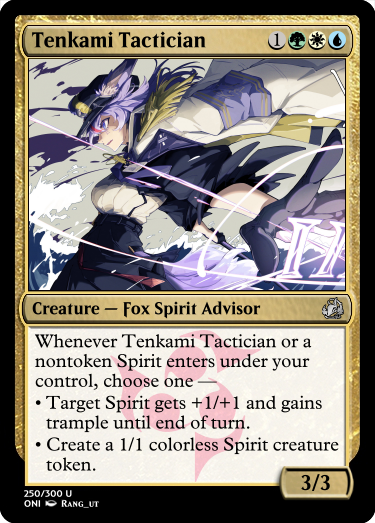 Tenkami Tactician 1
Creature — Fox Spirit Advisor
Whenever Tenkami Tactician or a
nontoken Spirit enters under your
control, choose one —
• Target Spirit gets +1/+1 and gains
trample until end of turn.
• Create a 1/1 colorless Spirit creature
token.
3/3
250/300 U
ONI Rang_ut